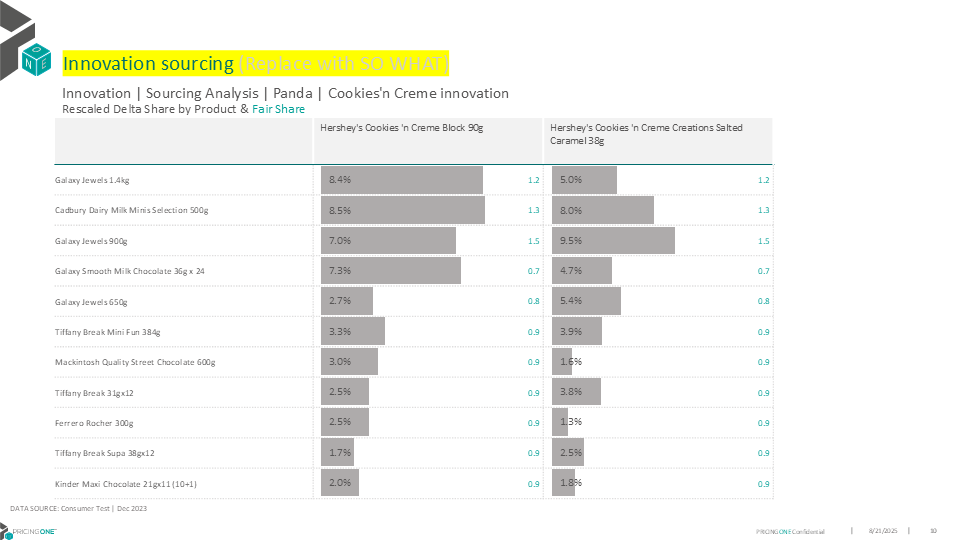 Innovation sourcing (Replace with SO WHAT)
Innovation | Sourcing Analysis | Panda | Cookies'n Creme innovation
Rescaled Delta Share by Product & Fair Share
Hershey's Cookies 'n Creme Block 90g
Hershey's Cookies 'n Creme Creations Salted
Caramel 38g
Galaxy Jewels 1.4kg 8.4% 1.2 5.0% 1.2
Cadbury Dairy Milk Minis Selection 500g 8.5% 1.3 8.0% 1.3
Galaxy Jewels 900g 7.0% 1.5 9.5% 1.5
Galaxy Smooth Milk Chocolate 36g x 24 7.3% 0.7 4.7% 0.7
Galaxy Jewels 650g 2.7% 0.8 5.4% 0.8
Tiffany Break Mini Fun 384g 3.3% 0.9 3.9% 0.9
Mackintosh Quality Street Chocolate 600g 3.0% 0.9 1.6% 0.9
Tiffany Break 31gx12 2.5% 0.9 3.8% 0.9
Ferrero Rocher 300g 2.5% 0.9 1.3% 0.9
Tiffany Break Supa 38gx12 1.7% 0.9 2.5% 0.9
Kinder Maxi Chocolate 21gx11 (10+1) 2.0% 0.9 1.8% 0.9
DATA SOURCE: Consumer Test | Dec 2023
PRICINGONE
PRICINGONE Confidential | 8/21/2025 | 10
O
N E